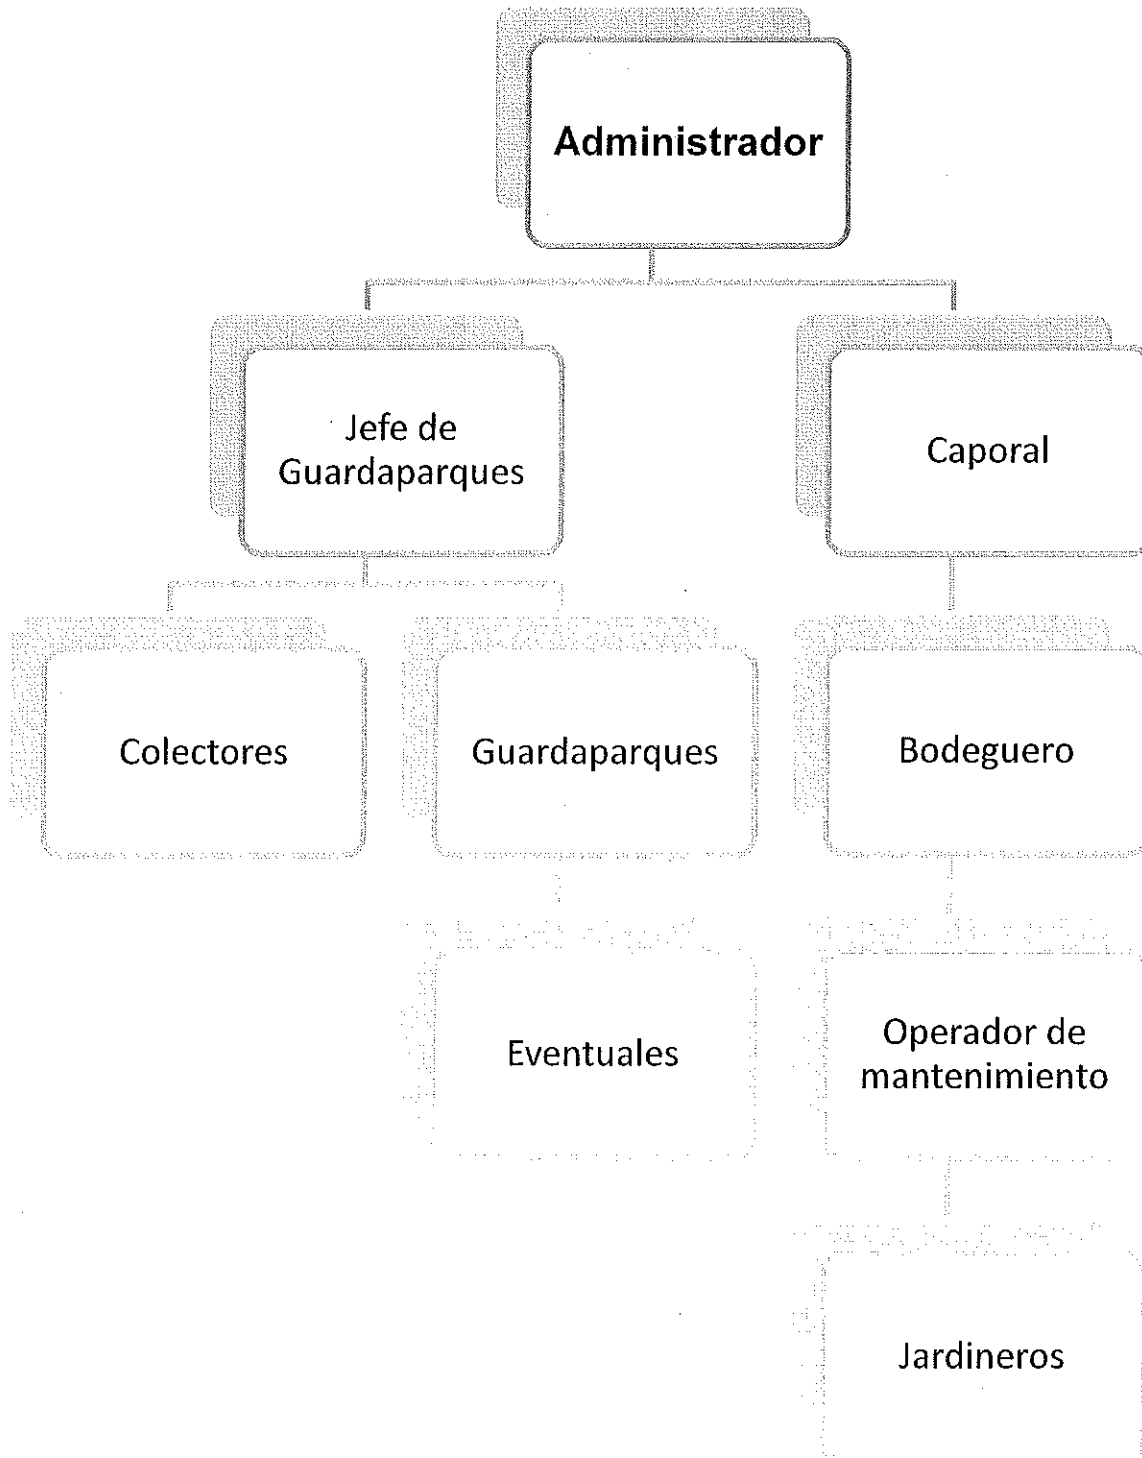 Administrador
Jefe de
Guardaparques
Caporal
Colectores
Guardaparques
Bodeguero
Eventuales
Operador de
mantenimiento
Jardineros